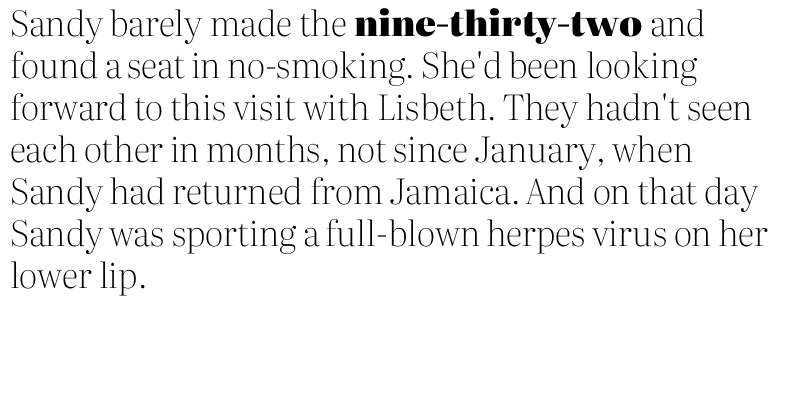 Sandy barely made the nine-thirty-two and
found a seat in no-smoking. She'd been looking
forward to this visit with Lisbeth. They hadn't seen
each other in months, not since January, when
Sandy had returned from Jamaica. And on that day
Sandy was sporting a full-blown herpes virus on her
lower lip.